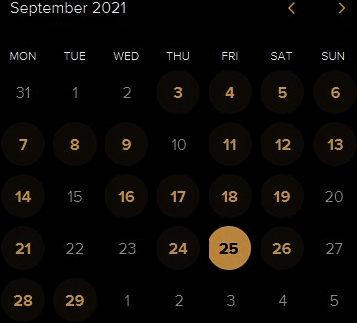 September 2021
MON TUE WED THU FRI SAT SUN
31 1 2 3 4 5 6
7 8 9 10 11 12 13
14 15 16 17 18 19 20
21 22 23 24 25 26 27
28 29 1 2 3 4 5